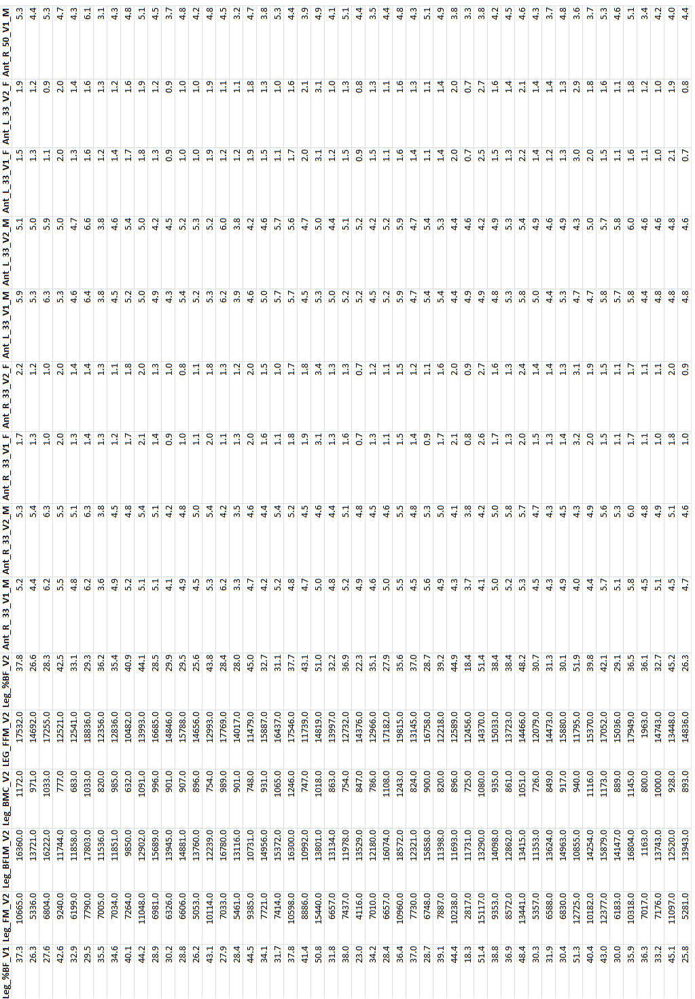 Leg_%BF_V1 Leg_FM_V2 Leg_BFLM_V2 Leg_BMC_V2 LEG_FFM_V2 Leg_%BF_V2 Ant_R_33_V1_M Ant_R_33_V2_M Ant_R_33_V1_F Ant_R_33_V2_F Ant_L_33_V1_M Ant_L_33_V2_M Ant_L_33_V1_F Ant_L_33_V2_F Ant_R_50_V1_M
37.3 10665.0 16360.0 1172.0 17532.0 37.8 5.2 5.3 1.7 2.2 5.9 5.1 1.5 1.9 5.3
26.3 5336.0 13721.0 971.0 14692.0 26.6 4.4 5.4 1.3 1.2 5.3 5.0 1.3 1.2 4.4
27.6 6804.0 16222.0 1033.0 17255.0 28.3 6.2 6.3 1.0 1.0 6.3 5.9 1.1 0.9 5.3
42.6 9240.0 11744.0 777.0 12521.0 42.5 5.5 5.5 2.0 2.0 5.3 5.0 2.0 2.0 4.7
32.9 6199.0 11858.0 683.0 12541.0 33.1 4.8 5.1 1.3 1.4 4.6 4.7 1.3 1.4 4.3
29.5 7790.0 17803.0 1033.0 18836.0 29.3 6.2 6.3 1.4 1.4 6.4 6.6 1.6 1.6 6.1
35.5 7005.0 11536.0 820.0 12356.0 36.2 3.6 3.8 1.3 1.3 3.8 3.8 1.2 1.3 3.1
34.6 7034.0 11851.0 985.0 12836.0 35.4 4.9 4.5 1.2 1.1 4.5 4.6 1.4 1.2 4.3
40.1 7264.0 9850.0 632.0 10482.0 40.9 5.2 4.8 1.7 1.8 5.2 5.4 1.7 1.6 4.8
44.2 11048.0 12902.0 1091.0 13993.0 44.1 5.1 5.4 2.1 2.0 5.0 5.0 1.8 1.9 5.1
28.9 6981.0 15689.0 996.0 16685.0 28.5 5.1 5.1 1.4 1.3 4.9 4.2 1.3 1.2 4.5
30.2 6326.0 13945.0 901.0 14846.0 29.9 4.1 4.2 0.9 1.0 4.3 4.5 0.9 0.9 3.7
28.8 6606.0 14881.0 907.0 15788.0 29.5 4.9 4.8 1.0 0.8 5.4 5.2 1.0 1.0 4.8
26.2 5053.0 13760.0 896.0 14656.0 25.6 4.5 5.0 1.1 1.1 5.2 5.3 1.0 1.0 4.2
43.1 10114.0 12239.0 754.0 12993.0 43.8 5.3 5.4 2.0 1.8 5.3 5.2 1.9 1.9 4.8
27.9 7033.0 16780.0 989.0 17769.0 28.4 6.2 4.2 1.1 1.3 6.2 6.0 1.2 1.1 4.5
28.4 5461.0 13116.0 901.0 14017.0 28.0 3.3 3.5 1.3 1.2 3.9 3.8 1.2 1.1 3.2
44.5 9385.0 10731.0 748.0 11479.0 45.0 4.7 4.6 2.0 2.0 4.6 4.2 1.9 1.8 4.7
34.1 7721.0 14956.0 931.0 15887.0 32.7 4.2 4.4 1.6 1.5 5.0 4.6 1.5 1.3 3.8
31.7 7414.0 15372.0 1065.0 16437.0 31.1 5.2 5.4 1.1 1.0 5.7 5.7 1.1 1.0 5.3
37.8 10598.0 16300.0 1246.0 17546.0 37.7 4.8 5.2 1.8 1.7 5.7 5.6 1.7 1.6 4.4
41.4 8886.0 10992.0 747.0 11739.0 43.1 4.7 4.5 1.9 1.8 4.5 4.7 2.0 2.1 3.9
50.8 15440.0 13801.0 1018.0 14819.0 51.0 5.0 4.6 3.1 3.4 5.3 5.0 3.1 3.1 4.9
31.8 6657.0 13134.0 863.0 13997.0 32.2 4.8 4.4 1.3 1.3 5.0 4.4 1.2 1.0 4.1
38.0 7437.0 11978.0 754.0 12732.0 36.9 5.2 5.1 1.6 1.3 5.2 5.1 1.5 1.3 5.1
23.0 4116.0 13529.0 847.0 14376.0 22.3 4.9 4.8 0.7 0.7 5.2 5.2 0.9 0.8 4.4
34.2 7010.0 12180.0 786.0 12966.0 35.1 4.6 4.5 1.3 1.2 4.5 4.2 1.5 1.3 3.5
28.4 6657.0 16074.0 1108.0 17182.0 27.9 5.0 4.6 1.1 1.1 5.2 5.2 1.1 1.1 4.4
36.4 10960.0 18572.0 1243.0 19815.0 35.6 5.5 5.5 1.5 1.5 5.9 5.9 1.6 1.6 4.8
37.0 7730.0 12321.0 824.0 13145.0 37.0 4.5 4.8 1.4 1.2 4.7 4.7 1.4 1.3 4.3
28.7 6748.0 15858.0 900.0 16758.0 28.7 5.6 5.3 0.9 1.1 5.4 5.4 1.1 1.1 5.1
39.1 7887.0 11398.0 820.0 12218.0 39.2 4.9 5.0 1.7 1.6 5.4 5.3 1.4 1.4 4.9
44.4 10238.0 11693.0 896.0 12589.0 44.9 4.3 4.1 2.1 2.0 4.4 4.4 2.0 2.0 3.8
18.3 2817.0 11731.0 725.0 12456.0 18.4 3.7 3.8 0.8 0.9 4.9 4.6 0.7 0.7 3.3
51.4 15117.0 13290.0 1080.0 14370.0 51.4 4.1 4.2 2.6 2.7 4.9 4.2 2.5 2.7 3.8
38.8 9353.0 14098.0 935.0 15033.0 38.4 5.0 5.0 1.7 1.6 4.8 4.9 1.5 1.6 4.2
36.9 8572.0 12862.0 861.0 13723.0 38.4 5.2 5.8 1.3 1.3 5.3 5.3 1.3 1.4 4.5
48.4 13441.0 13415.0 1051.0 14466.0 48.2 5.3 5.7 2.0 2.4 5.8 5.4 2.2 2.1 4.6
30.3 5357.0 11353.0 726.0 12079.0 30.7 4.5 4.7 1.5 1.4 5.0 4.9 1.4 1.4 4.3
31.9 6588.0 13624.0 849.0 14473.0 31.3 4.3 4.3 1.3 1.4 4.4 4.6 1.2 1.4 3.7
30.4 6830.0 14963.0 917.0 15880.0 30.1 4.9 4.5 1.4 1.3 5.3 4.9 1.3 1.3 4.8
51.3 12725.0 10855.0 940.0 11795.0 51.9 4.0 4.3 3.2 3.1 4.7 4.3 3.0 2.9 3.6
40.4 10182.0 14254.0 1116.0 15370.0 39.8 4.4 4.9 2.0 1.9 4.7 5.0 2.0 1.8 3.7
43.0 12377.0 15879.0 1173.0 17052.0 42.1 5.7 5.6 1.5 1.5 5.8 5.7 1.5 1.6 5.3
30.0 6183.0 14147.0 889.0 15036.0 29.1 5.1 5.3 1.1 1.1 5.7 5.8 1.1 1.1 4.6
35.9 10318.0 16804.0 1145.0 17949.0 36.5 5.8 6.0 1.7 1.7 5.8 6.0 1.6 1.8 5.1
36.3 7017.0 1163.0 800.0 1963.0 36.1 4.5 4.8 1.1 1.1 4.4 4.6 1.1 1.2 3.4
33.2 7176.0 13743.0 1000.0 14743.0 32.7 5.1 4.9 1.0 1.1 4.8 4.6 1.0 1.0 4.2
45.1 11097.0 12520.0 928.0 13448.0 45.2 4.5 5.1 1.8 2.0 4.8 4.8 2.1 1.9 4.0
25.8 5281.0 13943.0 893.0 14836.0 26.3 4.7 4.6 1.0 0.9 4.8 4.6 0.7 0.8 4.4